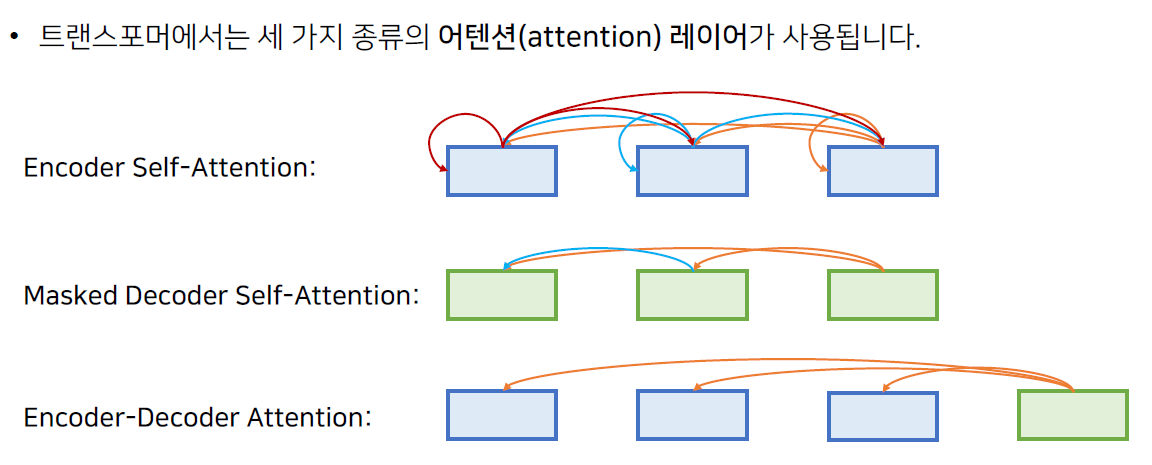 • 트랜스포머에서는 세 가지 종류의 어텐션(attention) 레이어가 사용됩니다.
Encoder Self-Attention:
Masked Decoder Self-Attention:
Encoder-Decoder Attention: